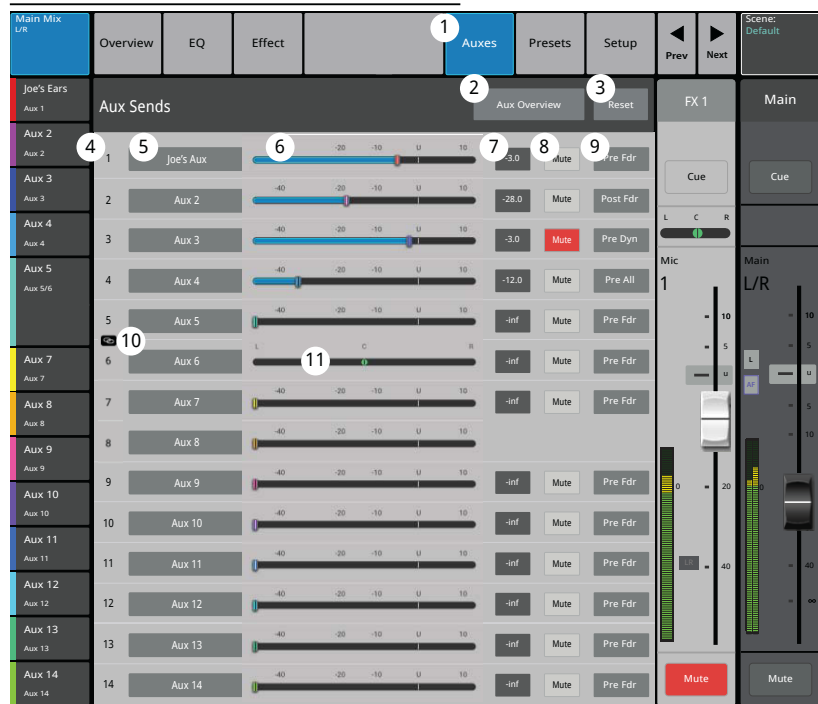 Main Mix
L/R
Overview
EQ
Effect
1
Auxes
Presets
Setup
Prev
Next
Scene:
Default
Joe's Ears
Aux 1
Aux 2
Aux 2
Aux 3
Aux 3
Aux 4
Aux 4
Aux 5
Aux 5/6
Aux 7
Aux 7
Aux 8
Aux 8
Aux 9
Aux 9
Aux 10
Aux 10
Aux 11
Aux 11
Aux 12
Aux 12
Aux 13
Aux 13
Aux 14
Aux 14
Aux Sends
2
Aux Overview
3
Reset
4
1
5
Joe's Aux
6
-20 -10 U 10
7
-3.0
8
Mute
9
Pre Fdr
2 Aux 2 -40 -20 -10 U 10 -28.0 Mute Post Fdr
3 Aux 3 -40 -20 -10 U 10 -3.0 Mute Pre Dyn
4 Aux 4 -40 -20 -10 U 10 -12.0 Mute Pre All
5 Aux 5 -40 -20 -10 U 10 -inf Mute Pre Fdr
10
6 Aux 6 L C R -inf Mute Pre Fdr
11
7 Aux 7 -40 -20 -10 U 10 -inf Mute Pre Fdr
8 Aux 8 -40 -20 -10 U 10
9 Aux 9 -40 -20 -10 U 10 -inf Mute Pre Fdr
10 Aux 10 -40 -20 -10 U 10 -inf Mute Pre Fdr
11 Aux 11 -40 -20 -10 U 10 -inf Mute Pre Fdr
12 Aux 12 -40 -20 -10 U 10 -inf Mute Pre Fdr
13 Aux 13 -40 -20 -10 U 10 -inf Mute Pre Fdr
14 Aux 14 -40 -20 -10 U 10 -inf Mute Pre Fdr
FX 1
Cue
L C R
Mic
1
10
5
U
0
20
LR
40
Mute
Main
Cue
Main
L/R
10
5
L
U
AF
5
10
0
20
40
∞
Mute